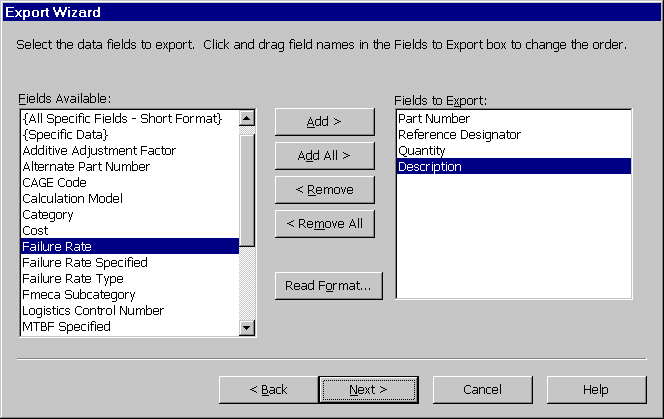 Export Wizard
Select the data fields to export. Click and drag field names in the Fields to Export box to change the order.
Fields Available:
{All Specific Fields - Short Format}
{Specific Data}
Additive Adjustment Factor
Alternate Part Number
CAGE Code
Calculation Model
Category
Cost
Failure Rate
Failure Rate Specified
Failure Rate Type
Fmeca Subcategory
Logistics Control Number
MTBF Specified
Add >
Add All >
< Remove
< Remove All
Read Format...
Fields to Export:
Part Number
Reference Designator
Quantity
Description
< Back
Next >
Cancel
Help